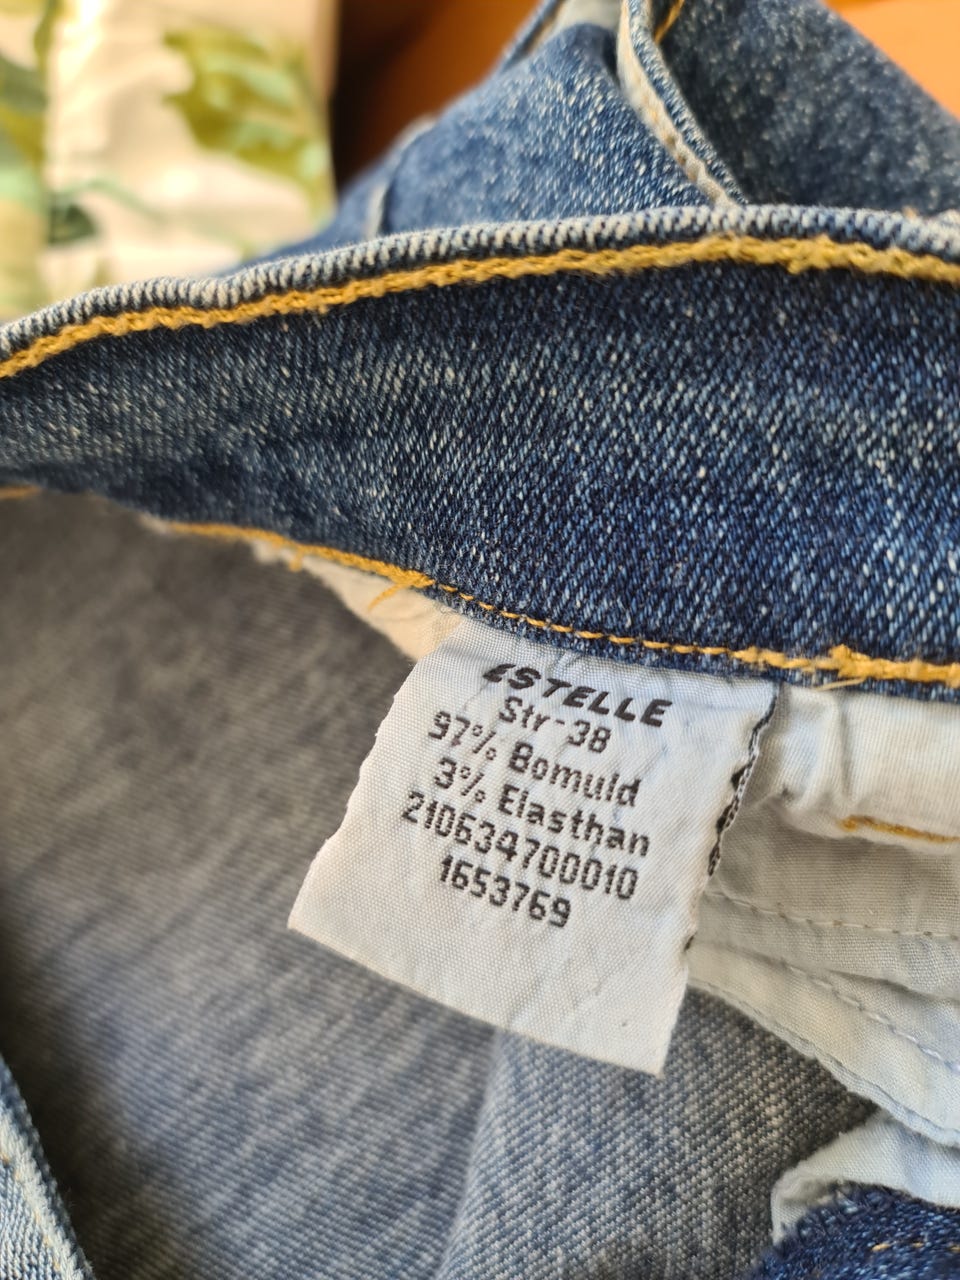 ESTELLE
Str-38
97% Bomuld
3% Elasthan
210634700010
1653769